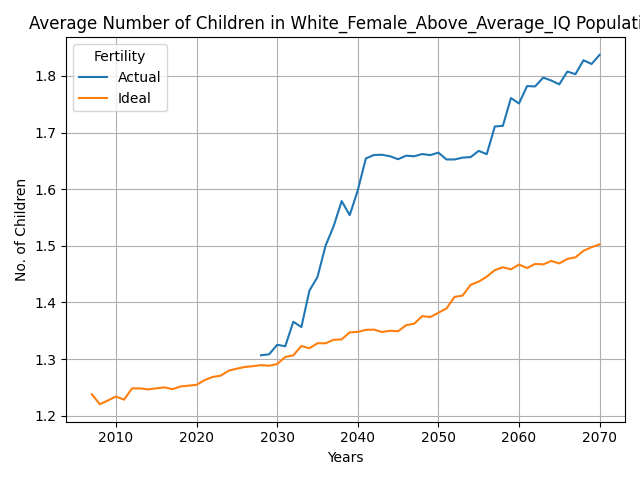 Average Number of Children in White_Female_Above_Average_IQ Populati
Fertility
Actual
Ideal
1.8
1.7
1.6
1.5
1.4
1.3
1.2
No. of Children
2010 2020 2030 2040 2050 2060 2070
Years